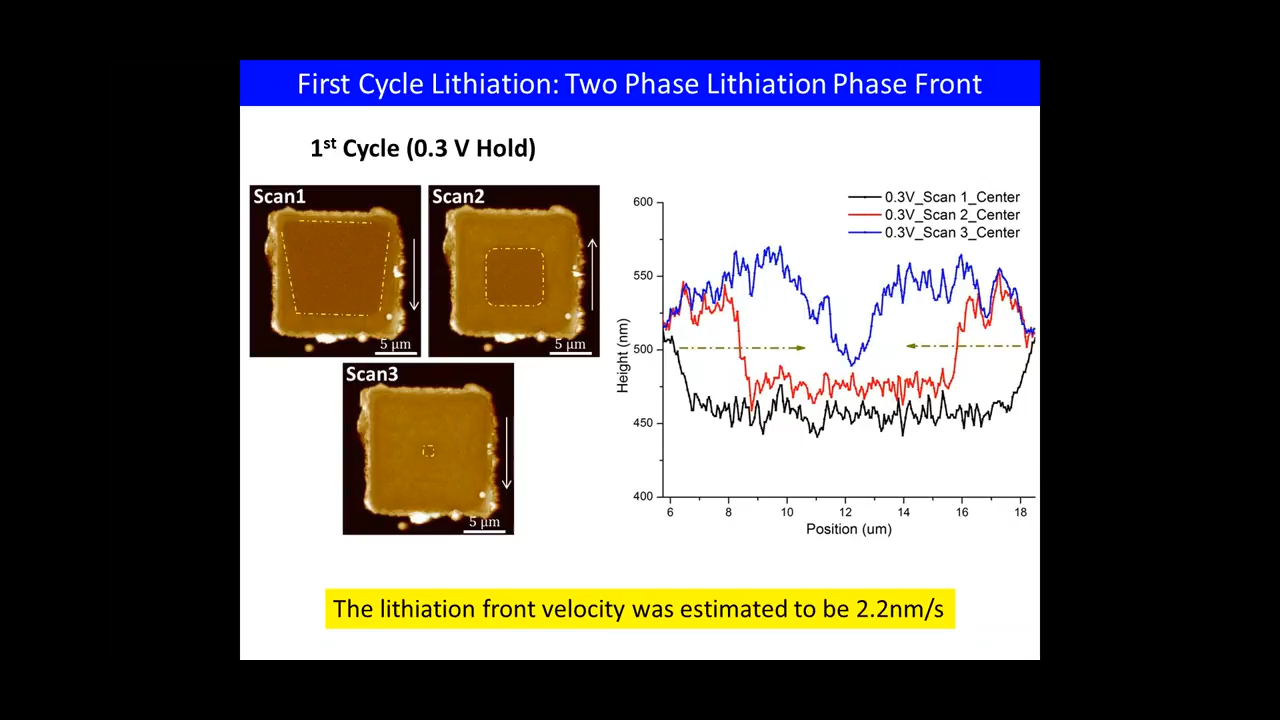 First Cycle Lithiation: Two Phase Lithiation Phase Front
1st Cycle (0.3 V Hold)
Scan1
5 μm
Scan2
5 μm
Scan3
5 μm
0.3V_Scan 1_Center
0.3V_Scan 2_Center
0.3V_Scan 3_Center
Height (nm)
600
550
500
450
400
6 8 10 12 14 16 18
Position (um)
The lithiation front velocity was estimated to be 2.2nm/s